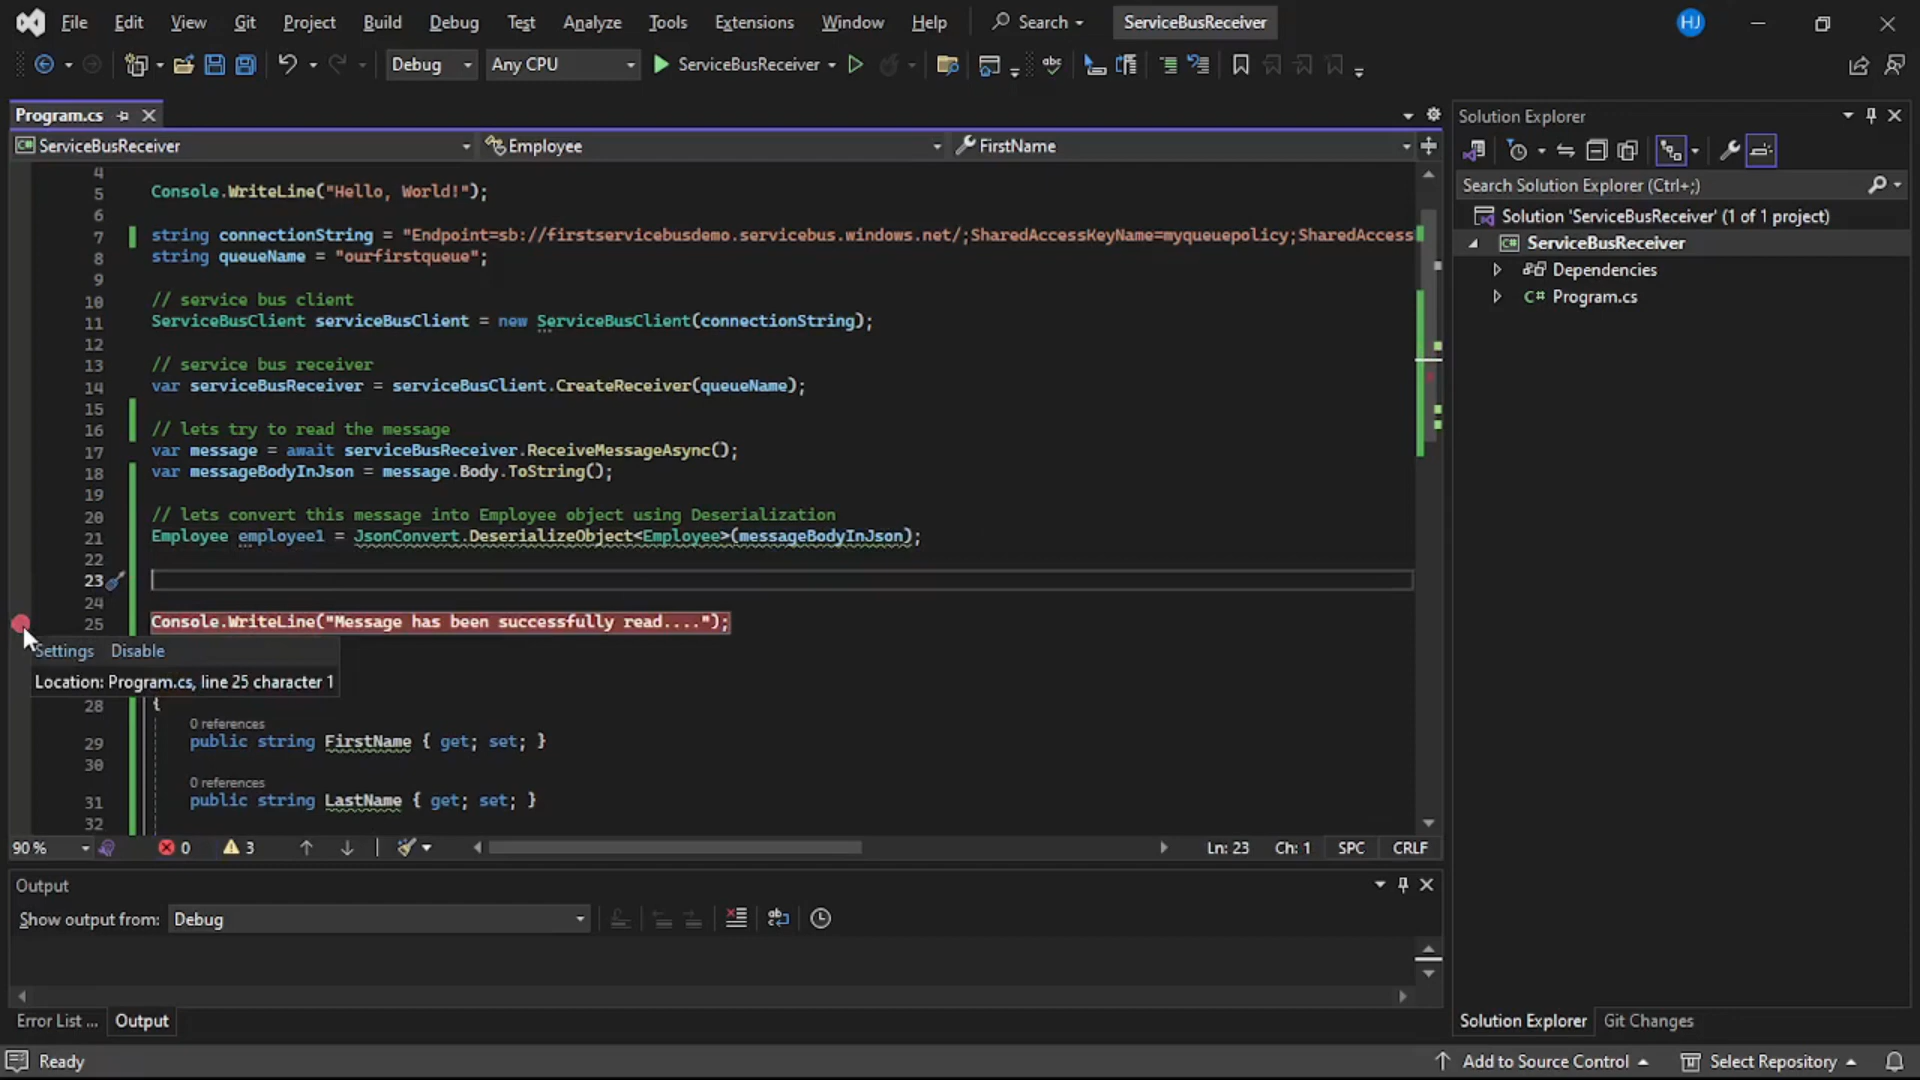 File Edit View Git Project Build Debug Test Analyze Tools Extensions Window Help Search ServiceBusReceiver HJ
Debug Any CPU ServiceBusReceiver
Program.cs
ServiceBusReceiver Employee FirstName
4
5 Console.WriteLine("Hello, World!");
6
7 string connectionString = "Endpoint=sb://firstservicebusdemo.servicebus.windows.net/;SharedAccessKeyName=myqueuepolicy;SharedAccess
8 string queueName = "ourfirstqueue";
9
10 // service bus client
11 ServiceBusClient serviceBusClient = new ServiceBusClient(connectionString);
12
13 // service bus receiver
14 var serviceBusReceiver = serviceBusClient.CreateReceiver(queueName);
15
16 // lets try to read the message
17 var message = await serviceBusReceiver.ReceiveMessageAsync();
18 var messageBodyInJson = message.Body.ToString();
19
20 // lets convert this message into Employee object using Deserialization
21 Employee employee1 = JsonConvert.DeserializeObject<Employee>(messageBodyInJson);
22
23
24
25 Console.WriteLine("Message has been successfully read....");
Settings Disable
Location: Program.cs, line 25 character 1
28 {
0 references
29 public string FirstName { get; set; }
30
0 references
31 public string LastName { get; set; }
32
90 % 0 3 Ln: 23 Ch: 1 SPC CRLF
Output
Show output from: Debug
Error List ... Output
Solution Explorer
Search Solution Explorer (Ctrl+;)
Solution 'ServiceBusReceiver' (1 of 1 project)
C# ServiceBusReceiver
Dependencies
C# Program.cs
Solution Explorer Git Changes
Ready Add to Source Control Select Repository